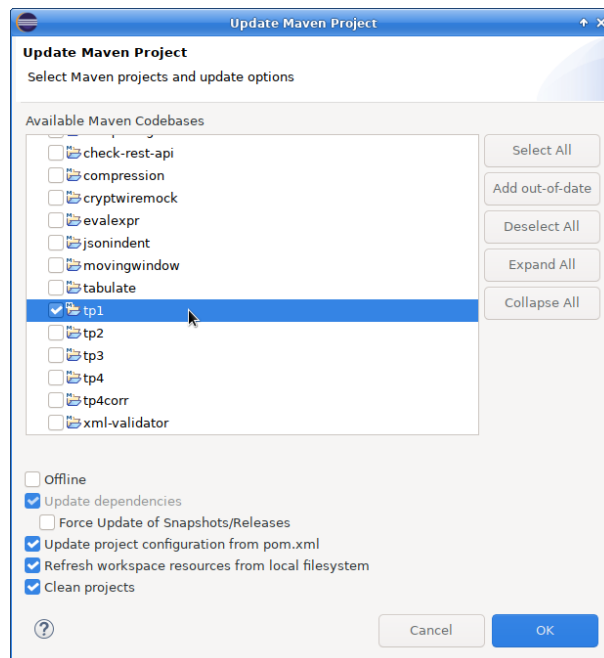 Update Maven Project
Update Maven Project
Select Maven projects and update options
Available Maven Codebases
check-rest-api
compression
cryptwiremock
evalexpr
jsonindent
movingwindow
tabulate
tp1
tp2
tp3
tp4
tp4corr
xml-validator
Select All
Add out-of-date
Deselect All
Expand All
Collapse All
Offline
Update dependencies
Force Update of Snapshots/Releases
Update project configuration from pom.xml
Refresh workspace resources from local filesystem
Clean projects
? Cancel OK